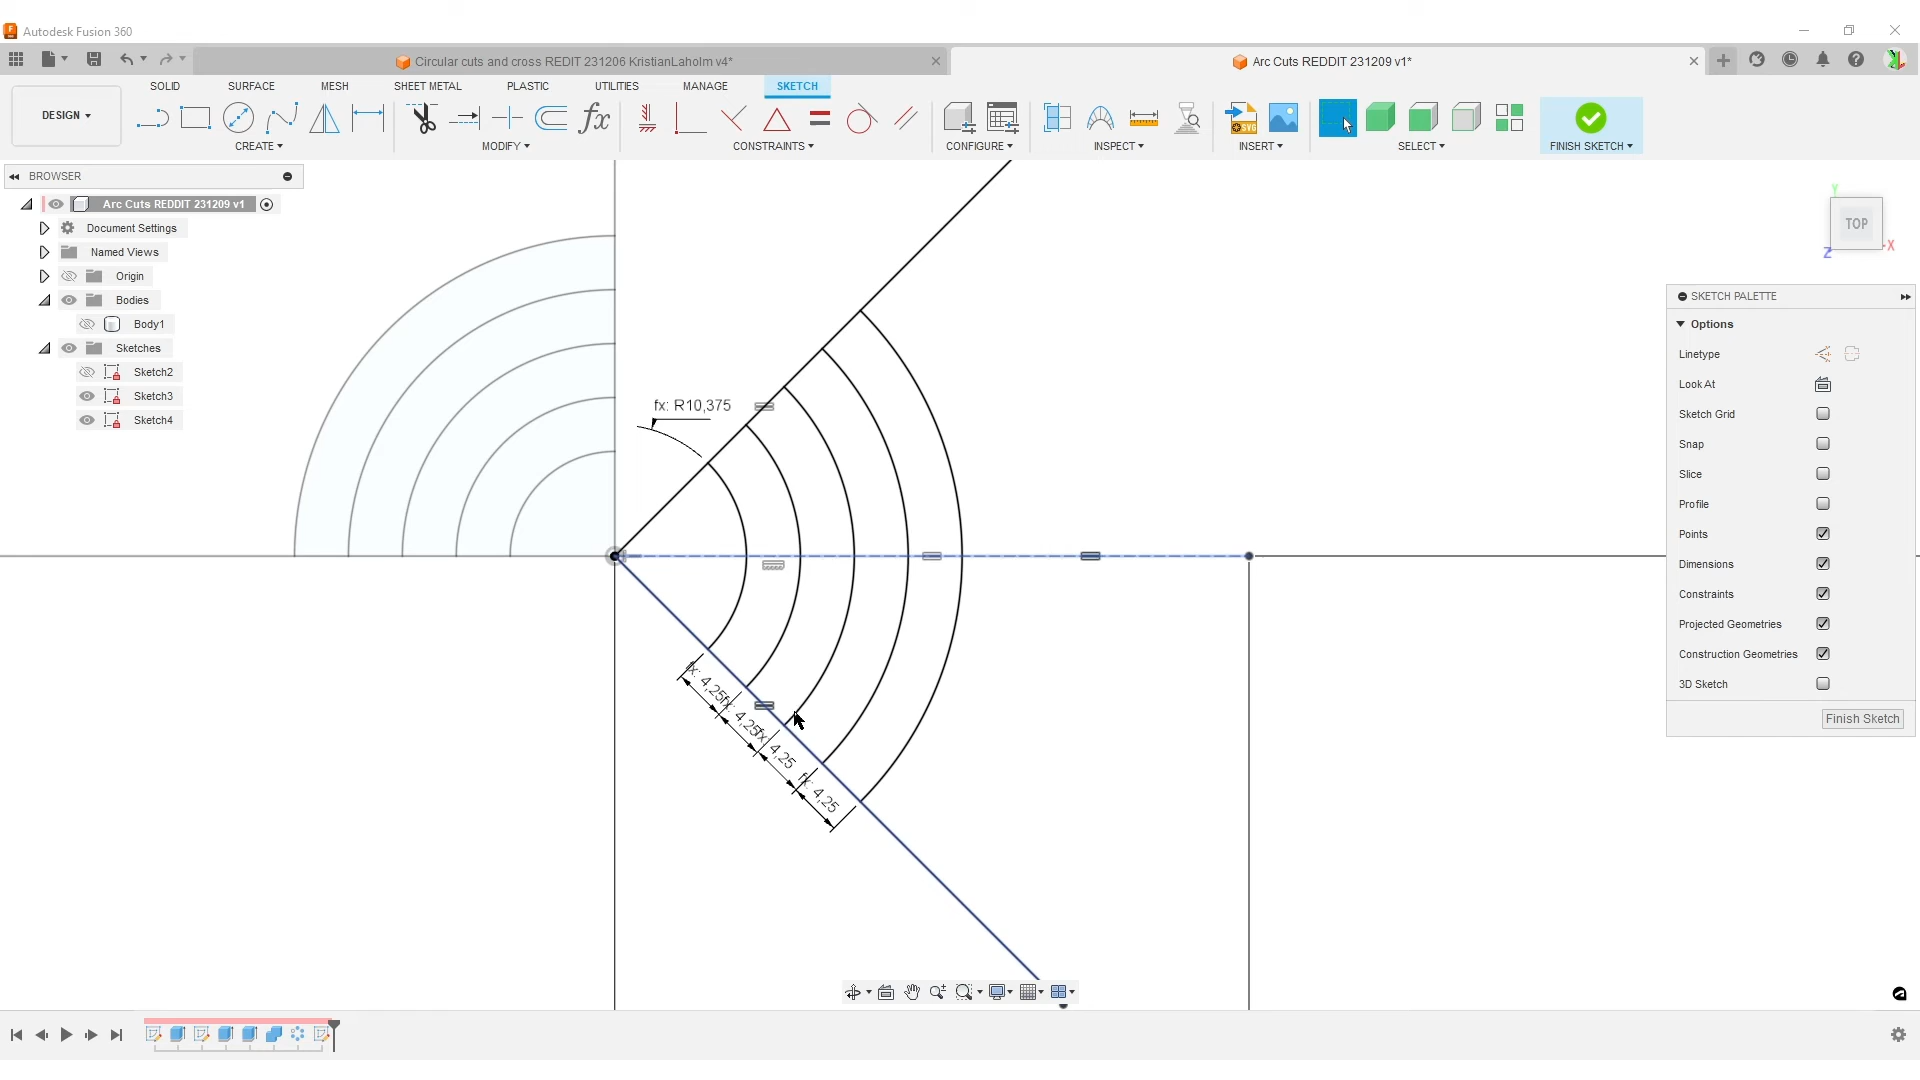 Autodesk Fusion 360
Circular cuts and cross REDIT 231206 KristianLaholm v4*
Arc Cuts REDDIT 231209 v1*
DESIGN
SOLID SURFACE MESH SHEET METAL PLASTIC UTILITIES MANAGE SKETCH
CREATE MODIFY CONSTRAINTS CONFIGURE INSPECT INSERT SELECT FINISH SKETCH
BROWSER
Arc Cuts REDDIT 231209 v1
Document Settings
Named Views
Origin
Bodies
Body1
Sketches
Sketch2
Sketch3
Sketch4
fx: R10,375
fx: 4,25
fx: 4,25
fx: 4,25
fx: 4,25
Y
TOP
X
Z
SKETCH PALETTE
Options
Linetype
Look At
Sketch Grid
Snap
Slice
Profile
Points
Dimensions
Constraints
Projected Geometries
Construction Geometries
3D Sketch
Finish Sketch